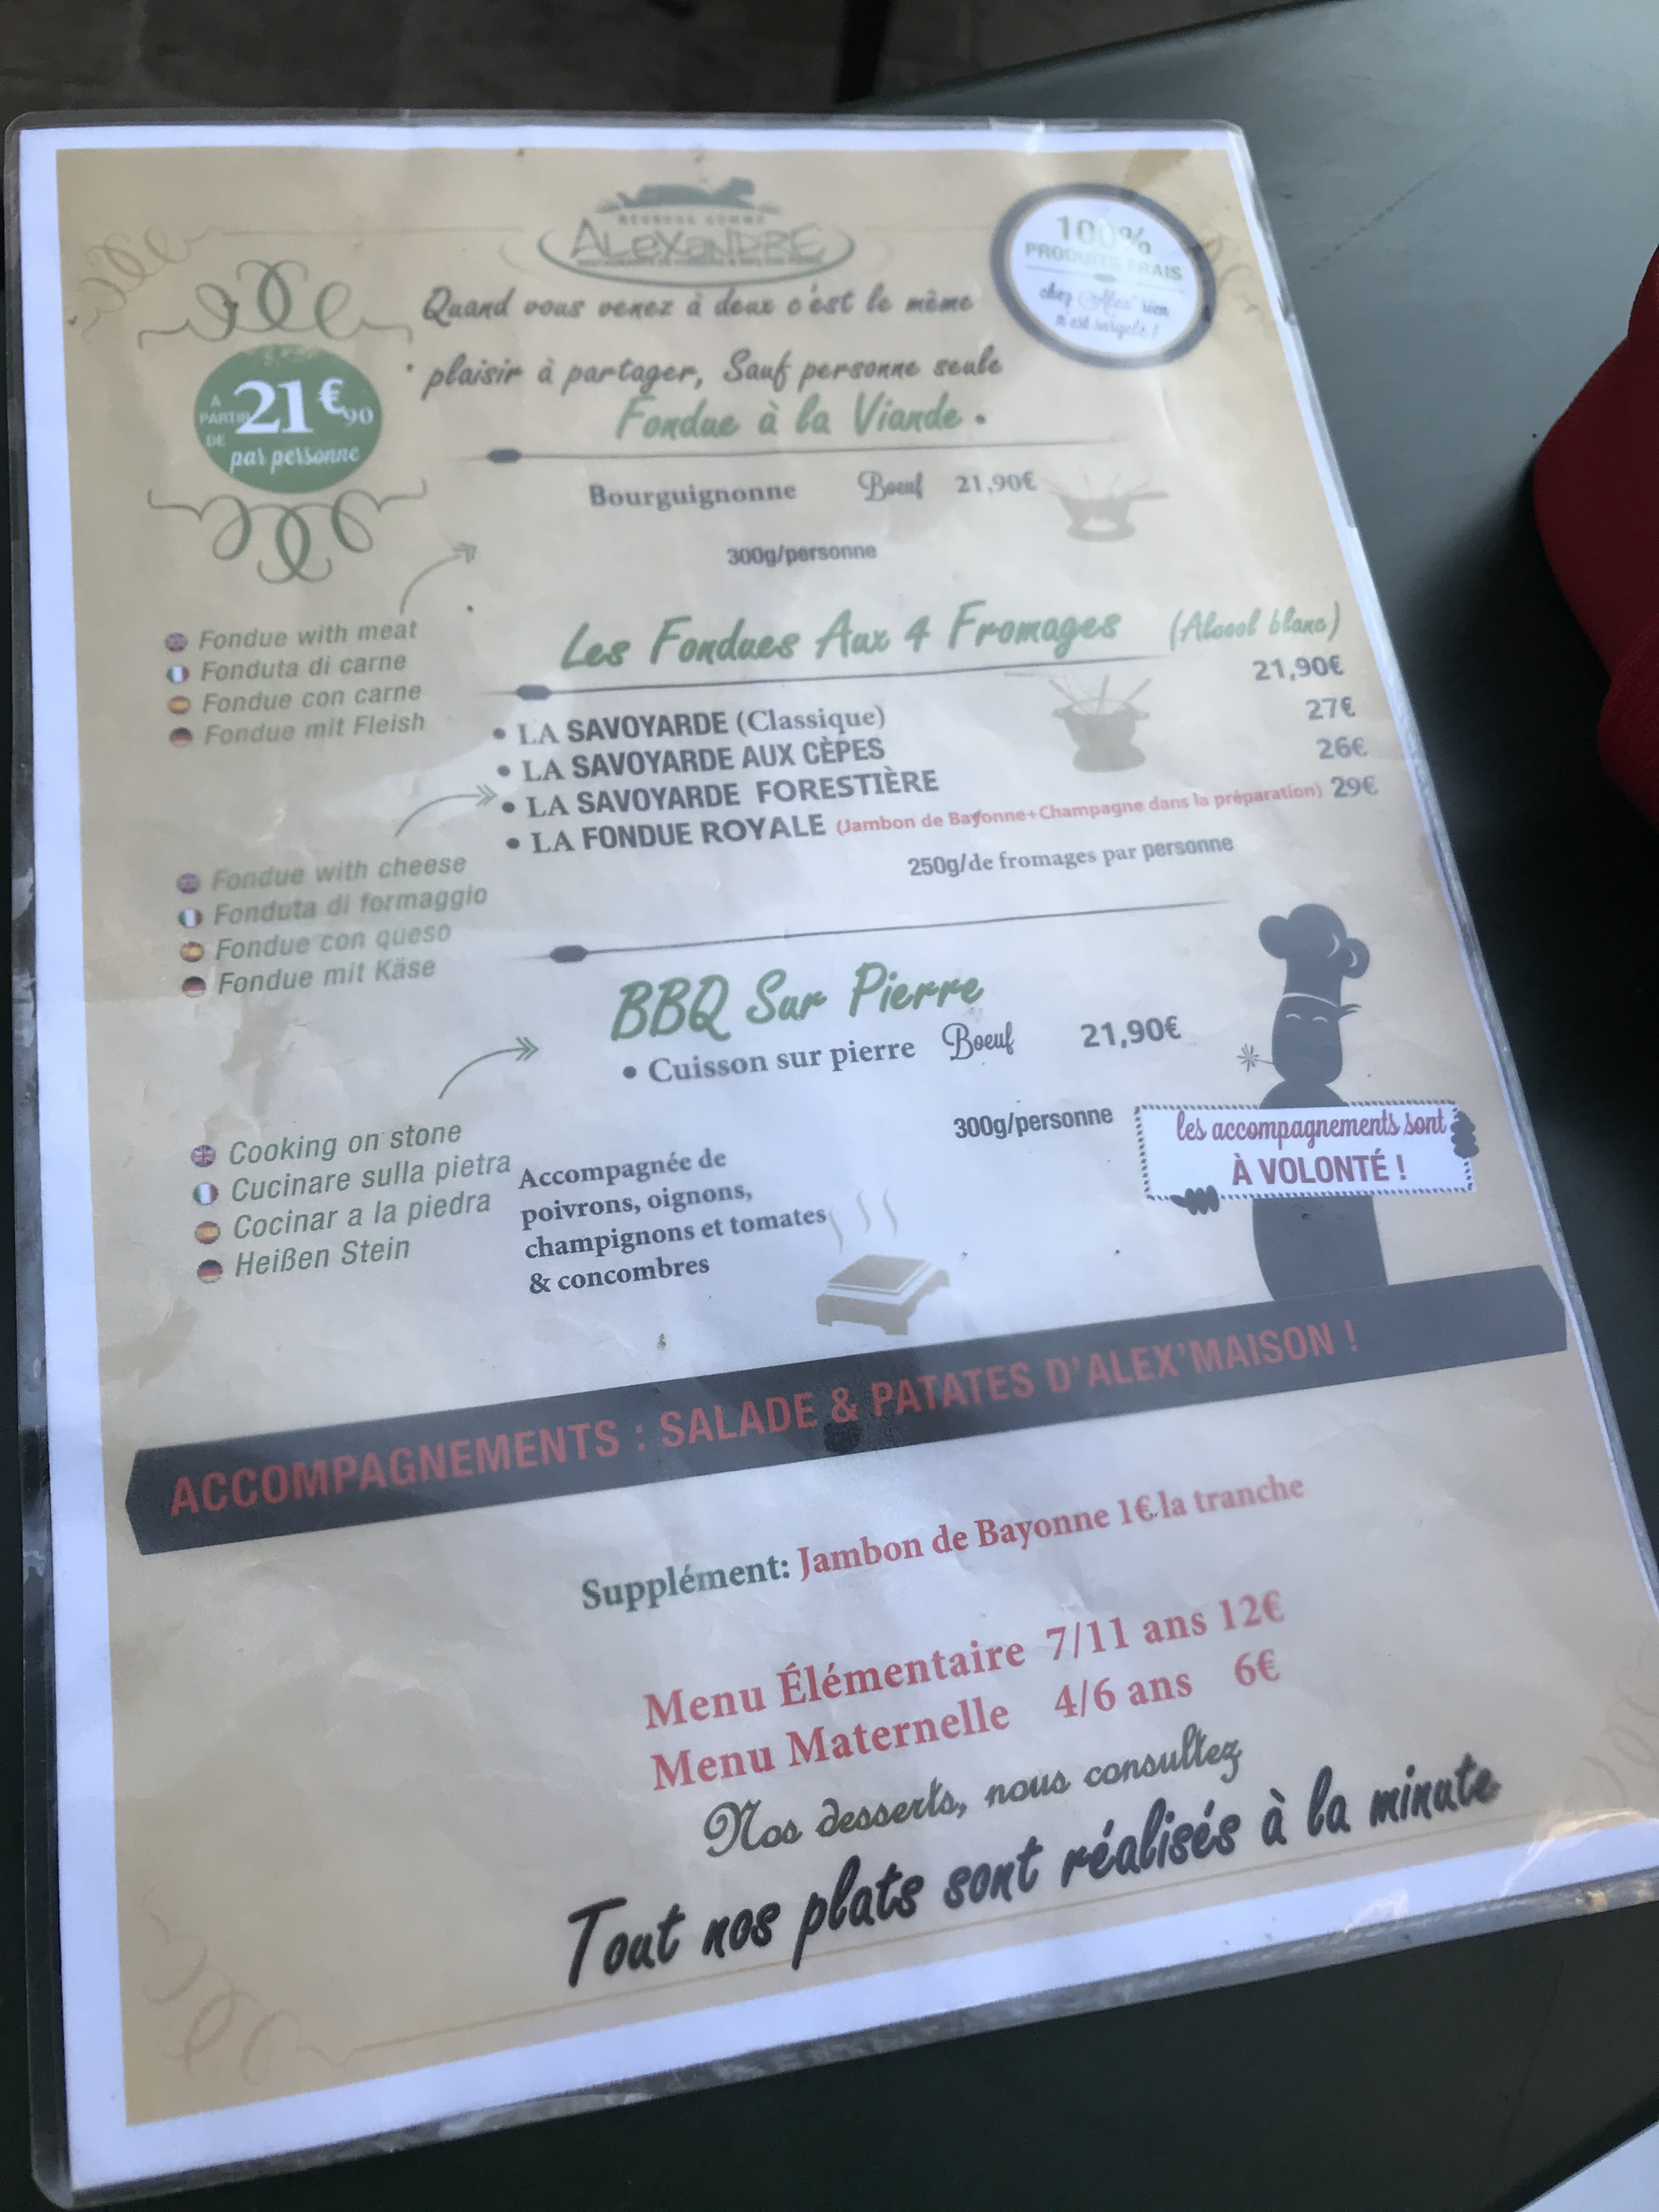 HEUREUX COMME
ALEXANDRE
100%
PRODUITS FRAIS
chez Alex' rien
n'est surgelé !
Quand vous venez à deux c'est le même
plaisir à partager, Sauf personne seule
A PARTIR DE 21€90
par personne
Fondue à la Viande
Bourguignonne Boeuf 21,90€
300g/personne
Fondue with meat
Fonduta di carne
Fondue con carne
Fondue mit Fleish
Les Fondues Aux 4 Fromages (Alcool blanc)
• LA SAVOYARDE (Classique) 21,90€
• LA SAVOYARDE AUX CÈPES 27€
• LA SAVOYARDE FORESTIÈRE 26€
• LA FONDUE ROYALE (Jambon de Bayonne+Champagne dans la préparation) 29€
250g/de fromages par personne
Fondue with cheese
Fonduta di formaggio
Fondue con queso
Fondue mit Käse
BBQ Sur Pierre
• Cuisson sur pierre Boeuf 21,90€
300g/personne
Cooking on stone
Cucinare sulla pietra
Cocinar a la piedra
Heißen Stein
Accompagnée de
poivrons, oignons,
champignons et tomates
& concombres
les accompagnements sont
À VOLONTÉ !
ACCOMPAGNEMENTS : SALADE & PATATES D'ALEX'MAISON !
Supplément: Jambon de Bayonne 1€.la tranche
Menu Élémentaire 7/11 ans 12€
Menu Maternelle 4/6 ans 6€
Nos desserts, nous consultez
Tout nos plats sont réalisés à la minute